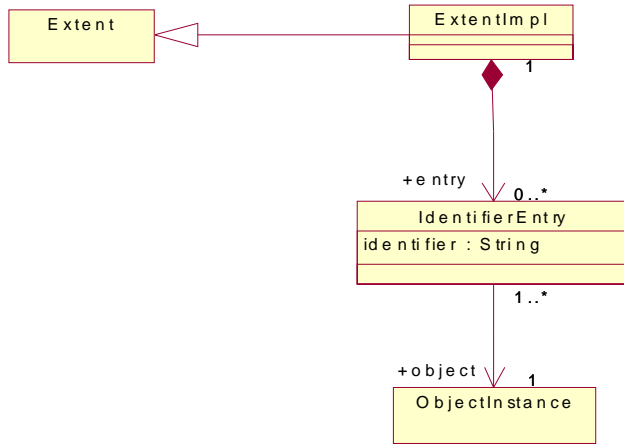 Extent
ExtentImpl
1
+entry
0..*
IdentifierEntry
identifier : String
1..*
+object
1
ObjectInstance